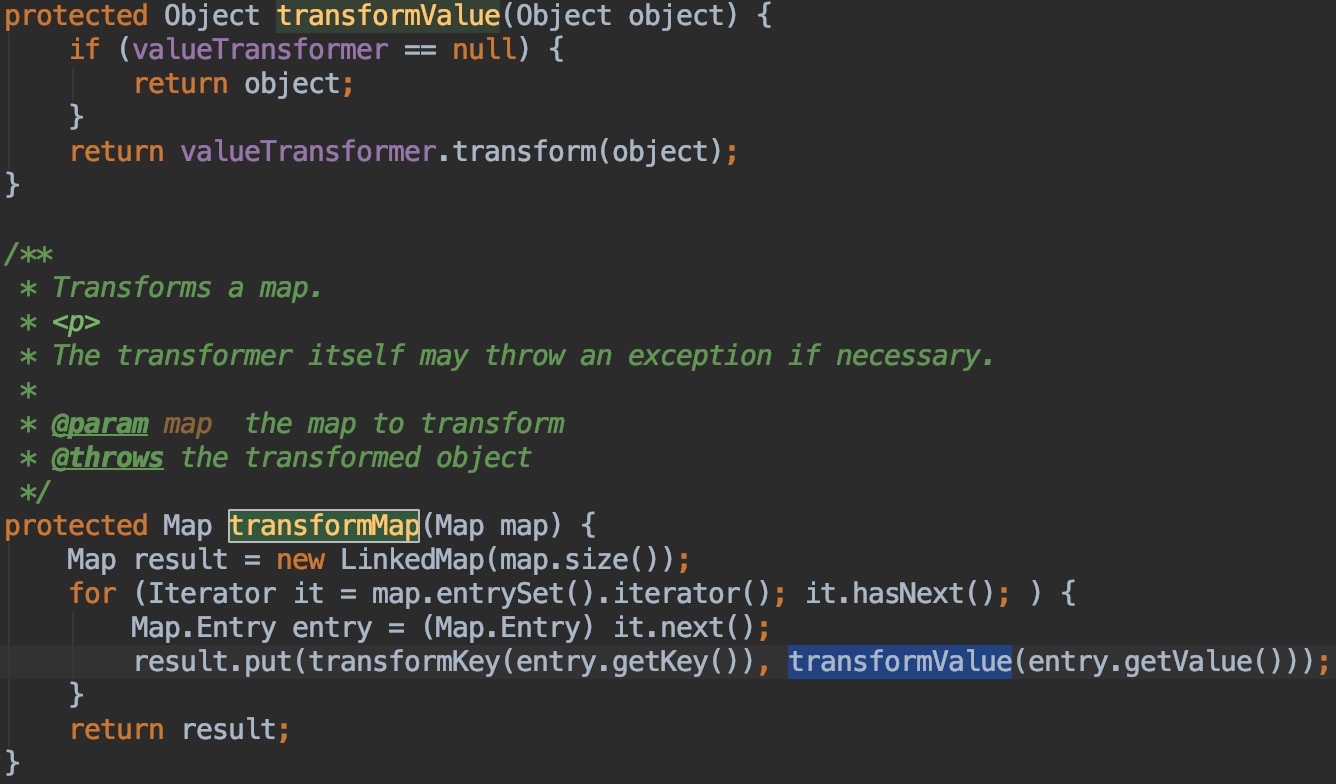 protected Object transformValue(Object object) {
    if (valueTransformer == null) {
        return object;
    }
    return valueTransformer.transform(object);
}

/**
 * Transforms a map.
 * <p>
 * The transformer itself may throw an exception if necessary.
 *
 * @param map  the map to transform
 * @throws the transformed object
 */
protected Map transformMap(Map map) {
    Map result = new LinkedMap(map.size());
    for (Iterator it = map.entrySet().iterator(); it.hasNext(); ) {
        Map.Entry entry = (Map.Entry) it.next();
        result.put(transformKey(entry.getKey()), transformValue(entry.getValue()));
    }
    return result;
}